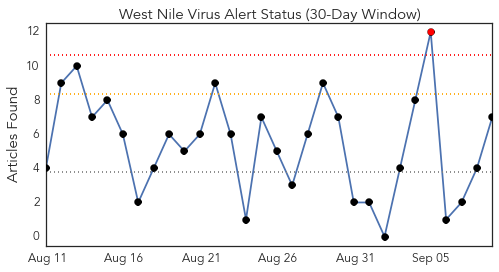 West Nile Virus Alert Status (30-Day Window)
Articles Found
12
10
8
6
4
2
0
Aug 11 Aug 16 Aug 21 Aug 26 Aug 31 Sep 05